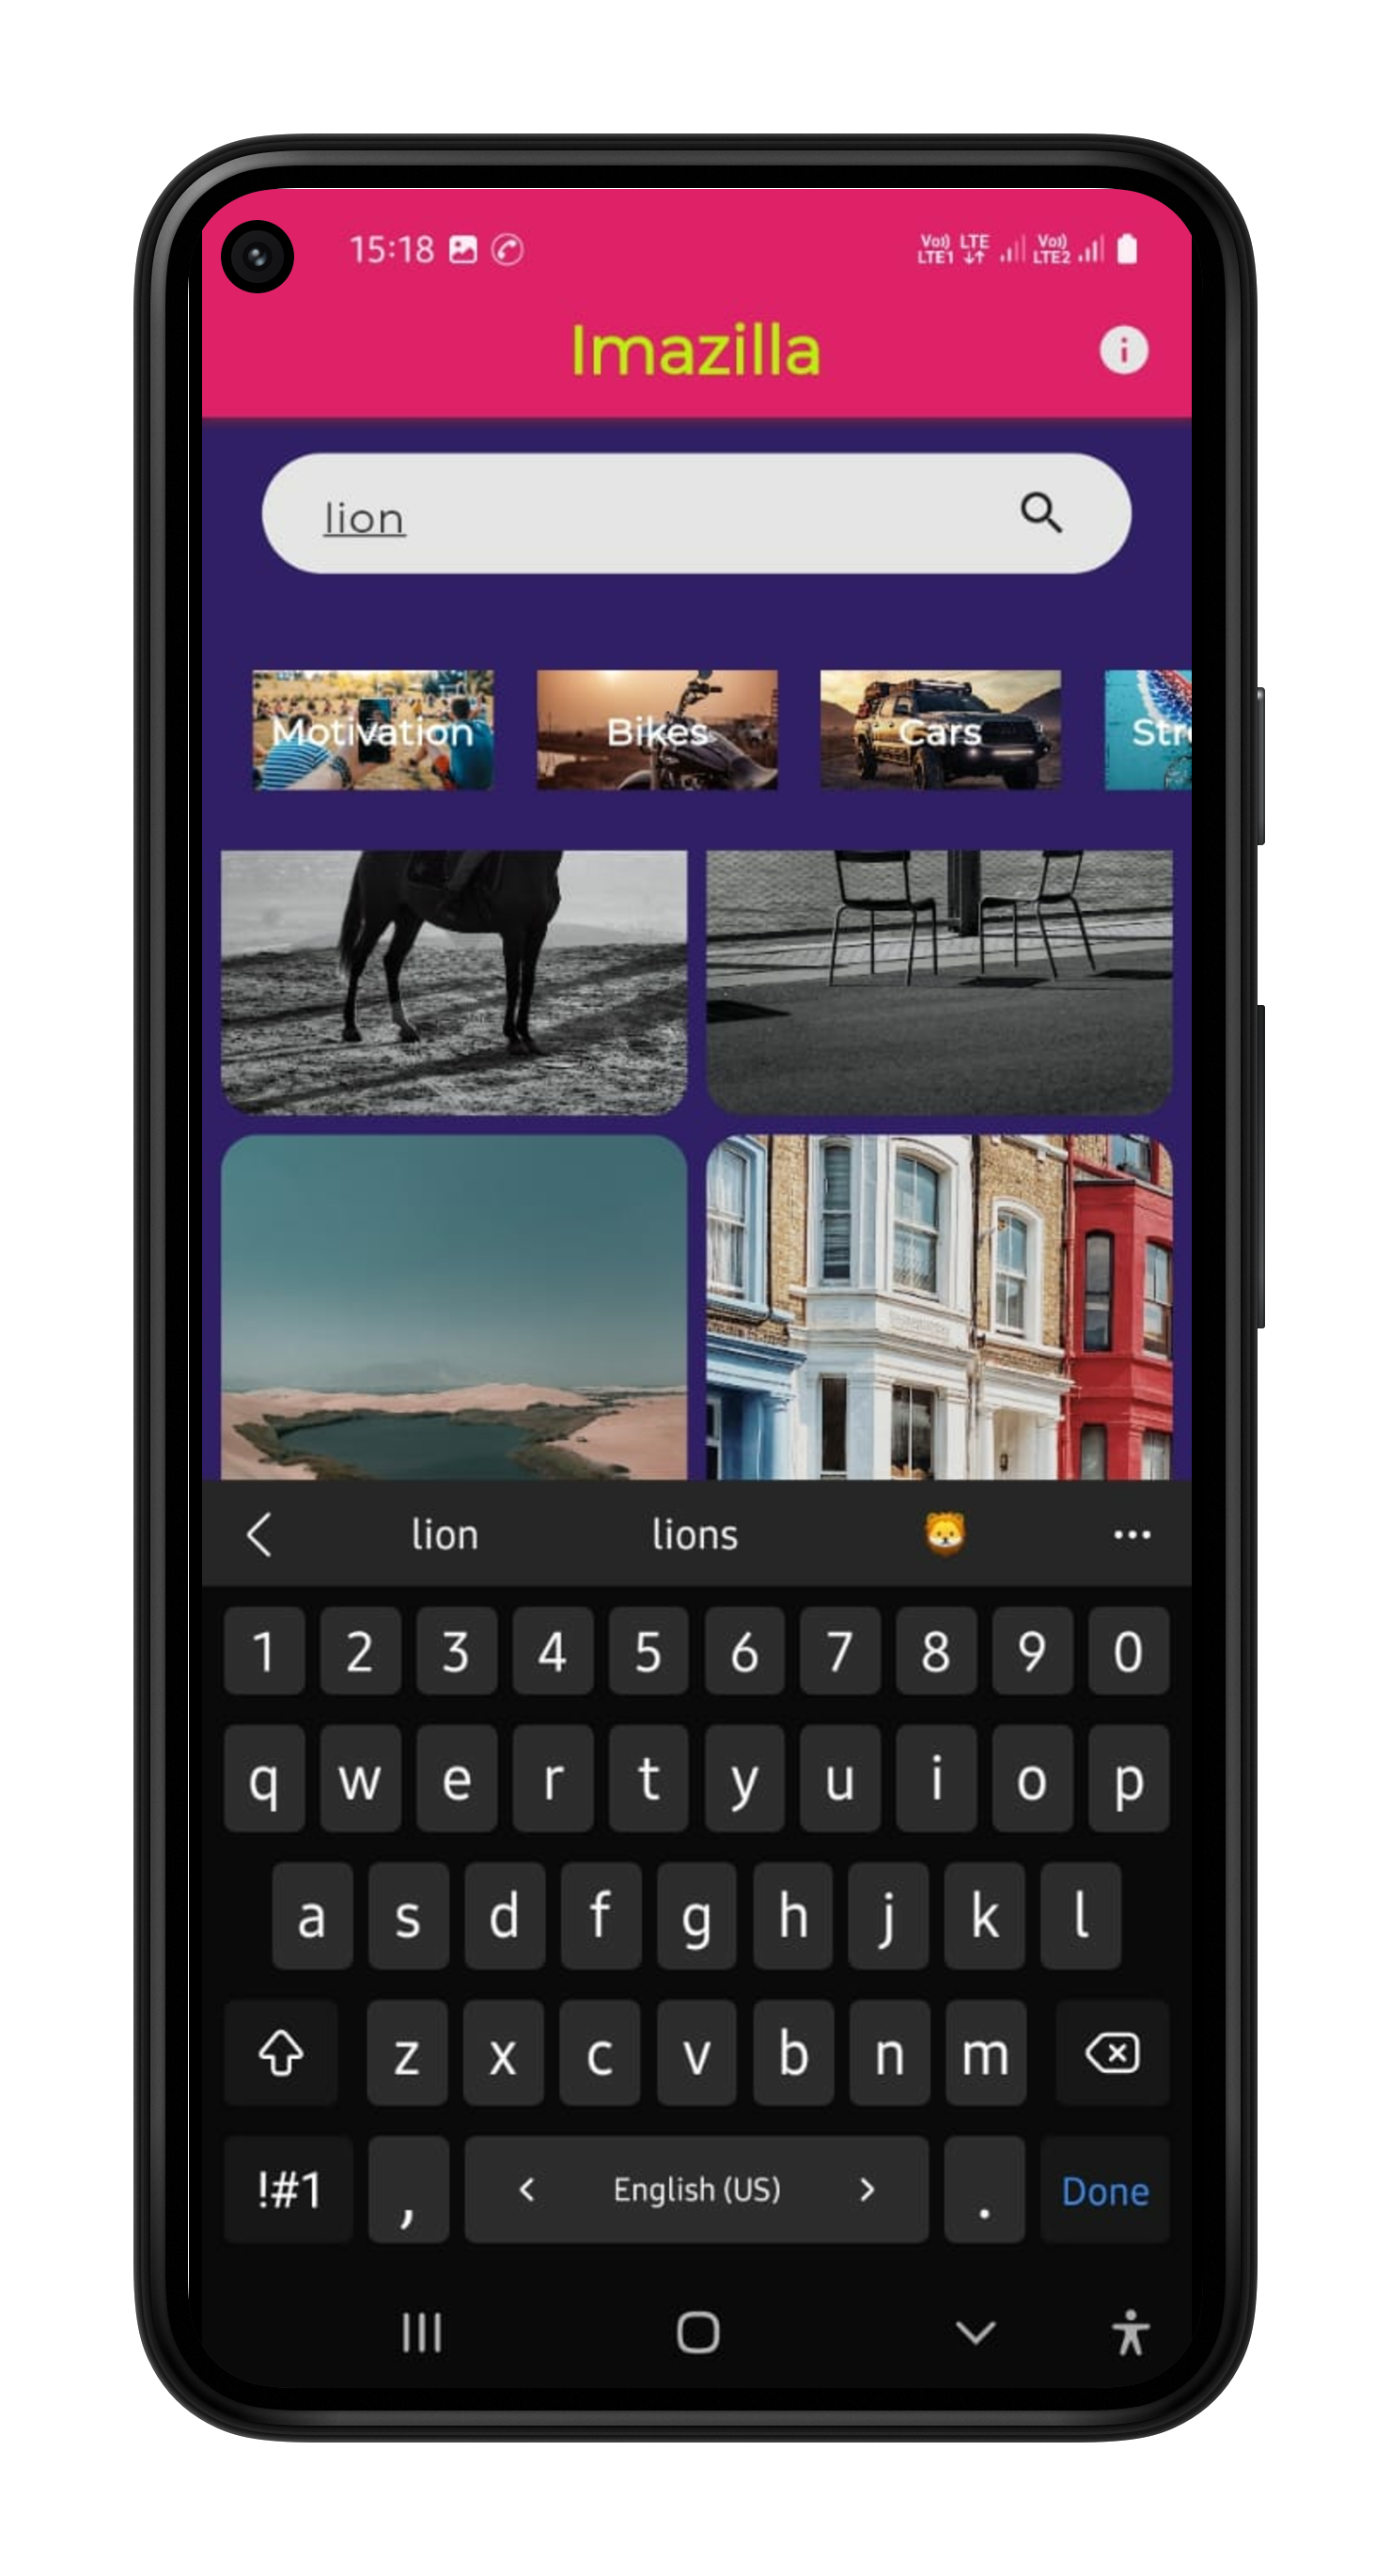 15:18
Vo)) LTE
LTE1
Vo))
LTE2
Imazilla
i
lion
Motivation Bikes Cars Str
lion lions
1 2 3 4 5 6 7 8 9 0
q w e r t y u i o p
a s d f g h j k l
z x c v b n m
!#1 , < English (US) > . Done